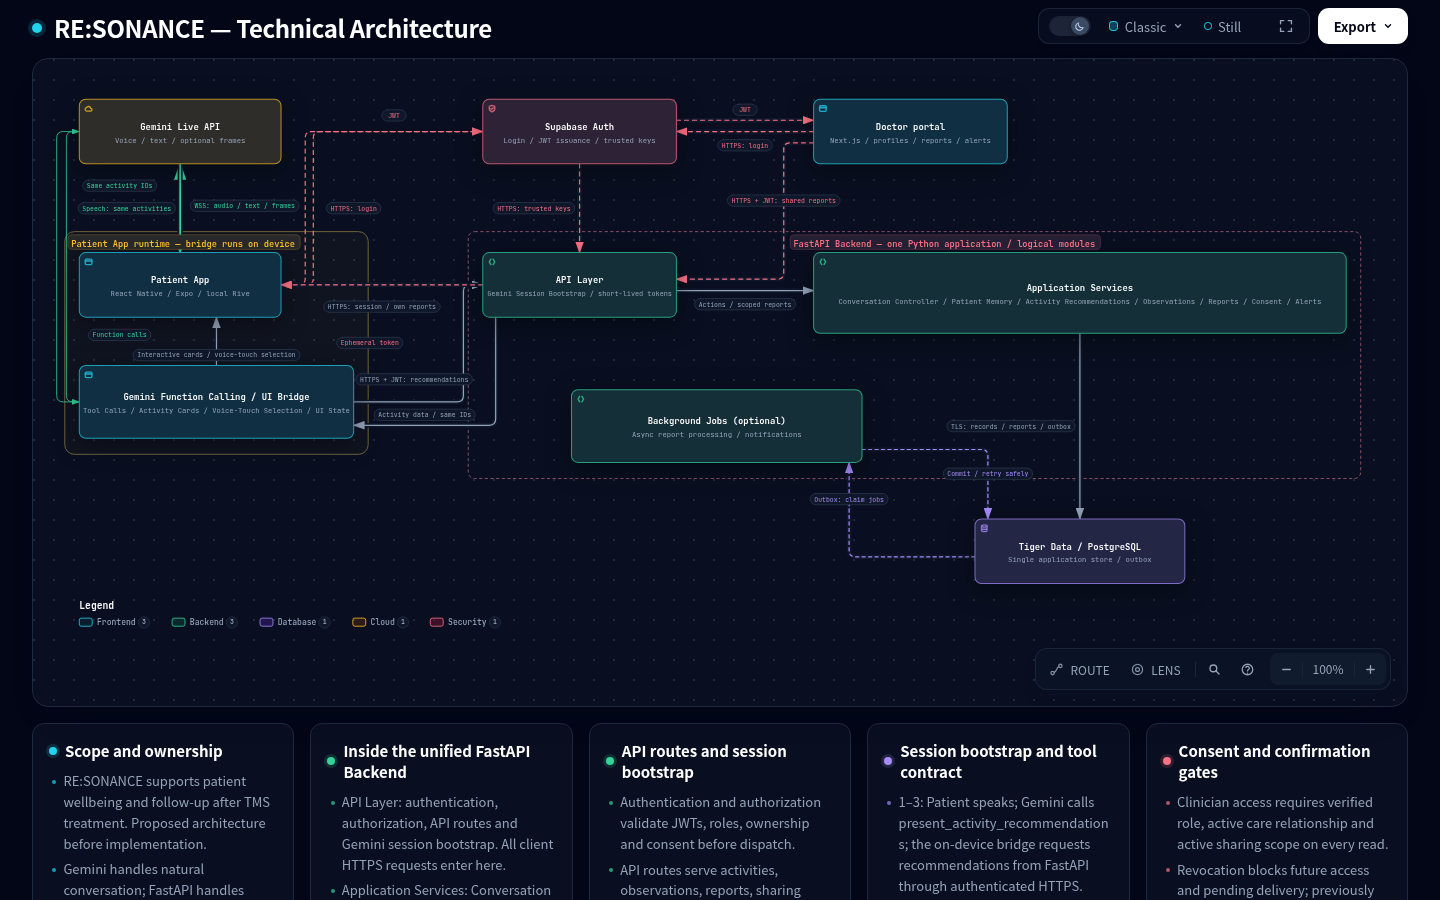 RE:SONANCE — Technical Architecture
Classic
Still
Export
Gemini Live API
Voice / text / optional frames
JWT
Supabase Auth
Login / JWT issuance / trusted keys
JWT
HTTPS: login
Doctor portal
Next.js / profiles / reports / alerts
Same activity IDs
Speech: same activities
WSS: audio / text / frames
HTTPS: login
HTTPS: trusted keys
HTTPS + JWT: shared reports
Patient App runtime — bridge runs on device
FastAPI Backend — one Python application / logical modules
Patient App
React Native / Expo / local Rive
API Layer
Gemini Session Bootstrap / short-lived tokens
Application Services
Conversation Controller / Patient Memory / Activity Recommendations / Observations / Reports / Consent / Alerts
HTTPS: session / own reports
Actions / scoped reports
Function calls
Ephemeral token
Interactive cards / voice-touch selection
HTTPS + JWT: recommendations
Gemini Function Calling / UI Bridge
Tool Calls / Activity Cards / Voice-Touch Selection / UI State
Activity data / same IDs
Background Jobs (optional)
Async report processing / notifications
TLS: records / reports / outbox
Commit / retry safely
Outbox: claim jobs
Tiger Data / PostgreSQL
Single application store / outbox
Legend
Frontend 3
Backend 3
Database 1
Cloud 1
Security 1
ROUTE
LENS
100%
Scope and ownership
RE:SONANCE supports patient
wellbeing and follow-up after TMS
treatment. Proposed architecture
before implementation.
Gemini handles natural
conversation; FastAPI handles
Inside the unified FastAPI
Backend
API Layer: authentication,
authorization, API routes and
Gemini session bootstrap. All client
HTTPS requests enter here.
Application Services: Conversation
API routes and session
bootstrap
Authentication and authorization
validate JWTs, roles, ownership
and consent before dispatch.
API routes serve activities,
observations, reports, sharing
Session bootstrap and tool
contract
1–3: Patient speaks; Gemini calls
present_activity_recommendation
s; the on-device bridge requests
recommendations from FastAPI
through authenticated HTTPS.
Consent and confirmation
gates
Clinician access requires verified
role, active care relationship and
active sharing scope on every read.
Revocation blocks future access
and pending delivery; previously